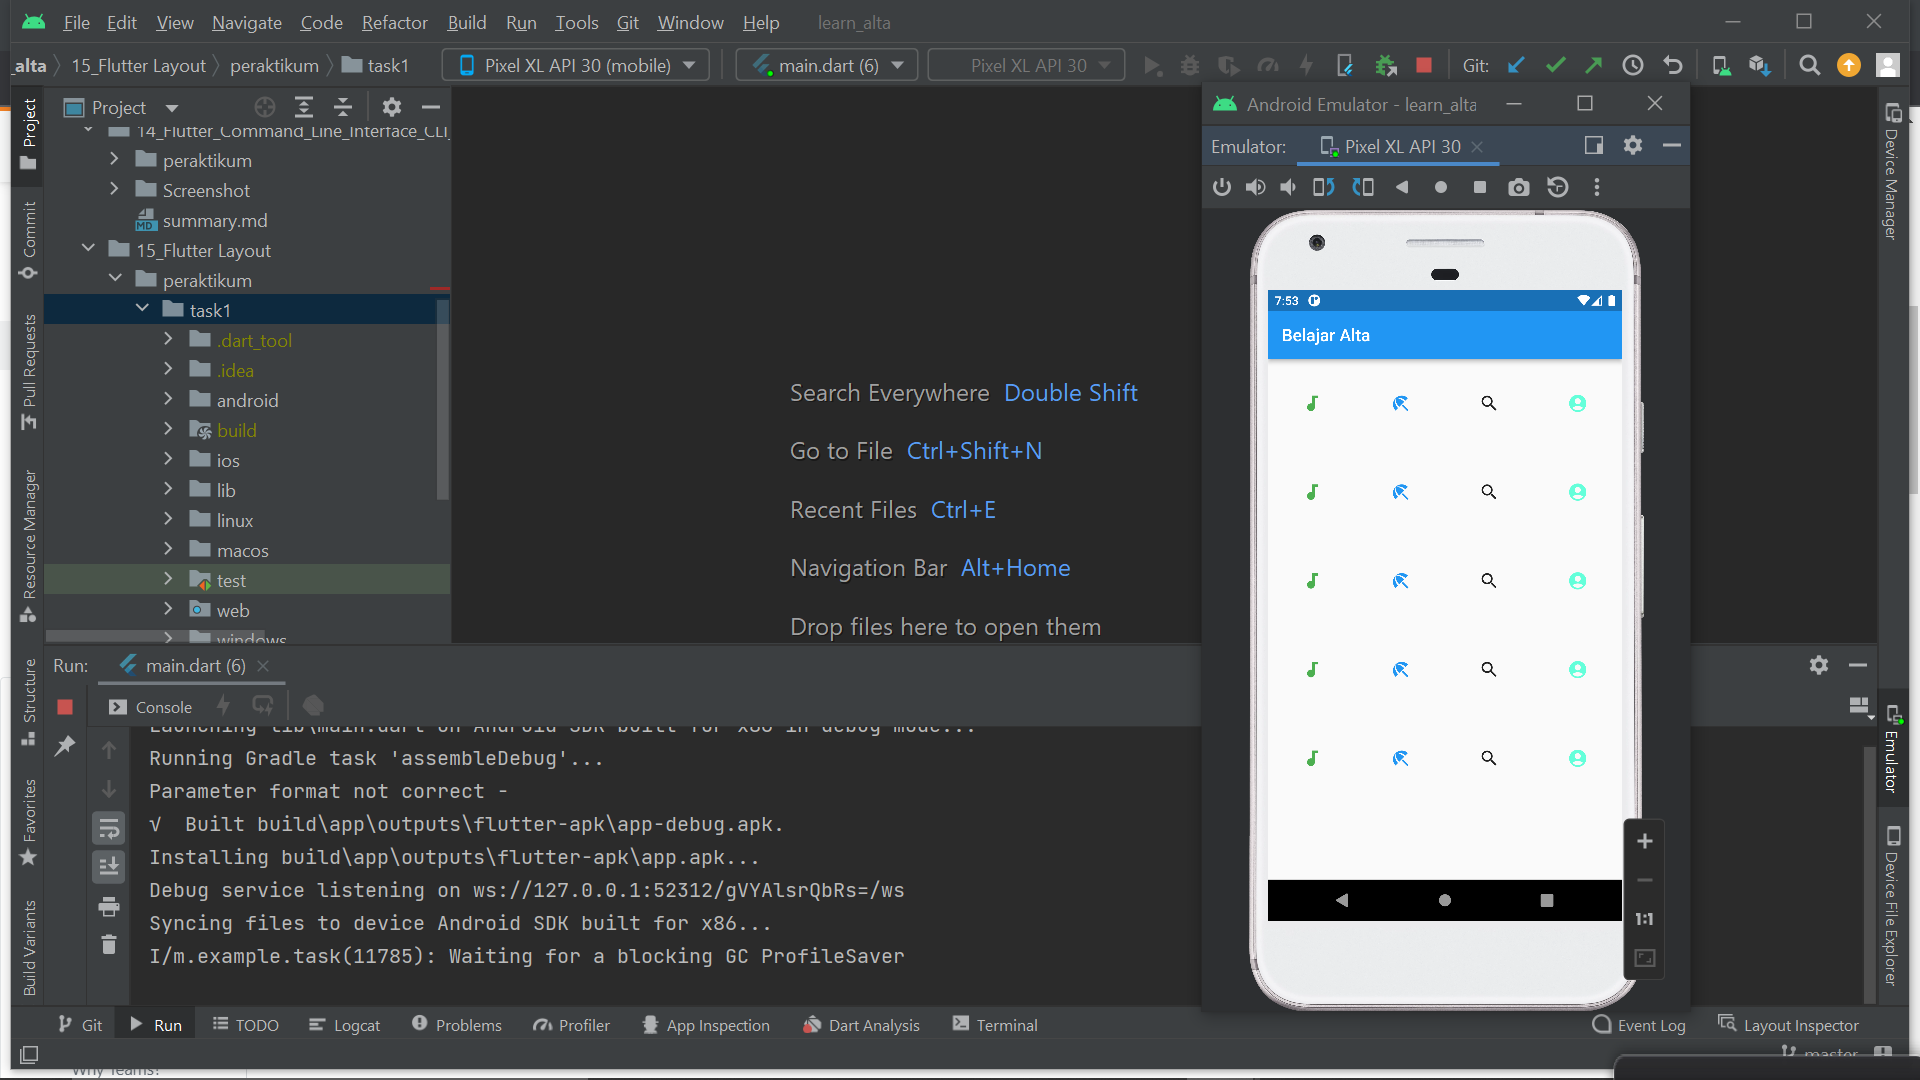 File Edit View Navigate Code Refactor Build Run Tools Git Window Help learn_alta
_alta 15_Flutter Layout peraktikum task1 Pixel XL API 30 (mobile) main.dart (6) Pixel XL API 30 Git:
Project
14_Flutter_Command_Line_Interface_CLI_
peraktikum
Screenshot
summary.md
15_Flutter Layout
peraktikum
task1
.dart_tool
.idea
android
build
ios
lib
linux
macos
test
web
windows
Project
Commit
Pull Requests
Resource Manager
Structure
Favorites
Build Variants
Search Everywhere Double Shift
Go to File Ctrl+Shift+N
Recent Files Ctrl+E
Navigation Bar Alt+Home
Drop files here to open them
Android Emulator - learn_alta
Emulator: Pixel XL API 30
7:53
Belajar Alta
1:1
Device Manager
Emulator
Device File Explorer
Run: main.dart (6)
Console
Launching lib\main.dart on Android SDK built for x86 in debug mode...
Running Gradle task 'assembleDebug'...
Parameter format not correct -
√ Built build\app\outputs\flutter-apk\app-debug.apk.
Installing build\app\outputs\flutter-apk\app.apk...
Debug service listening on ws://127.0.0.1:52312/gVYAlsrQbRs=/ws
Syncing files to device Android SDK built for x86...
I/m.example.task(11785): Waiting for a blocking GC ProfileSaver
Git Run TODO Logcat Problems Profiler App Inspection Dart Analysis Terminal Event Log Layout Inspector
master
Why Teams?